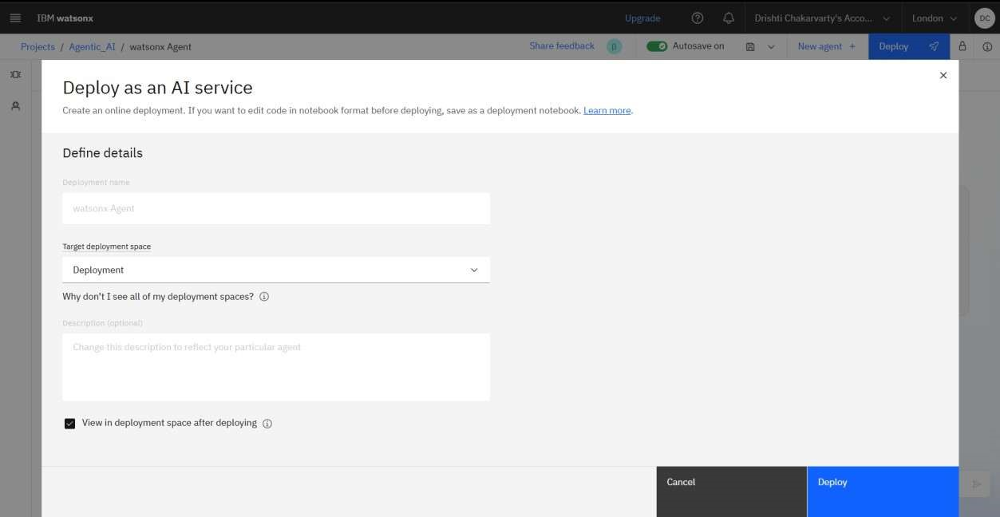 IBM watsonx
Upgrade
Drishti Chakarvarty's Acco...
London
DC
Projects / Agentic_AI / watsonx Agent
Share feedback
β
Autosave on
New agent +
Deploy
Deploy as an AI service
Create an online deployment. If you want to edit code in notebook format before deploying, save as a deployment notebook. Learn more.
Define details
Deployment name
watsonx Agent
Target deployment space
Deployment
Why don't I see all of my deployment spaces?
Description (optional)
Change this description to reflect your particular agent
View in deployment space after deploying
Cancel
Deploy